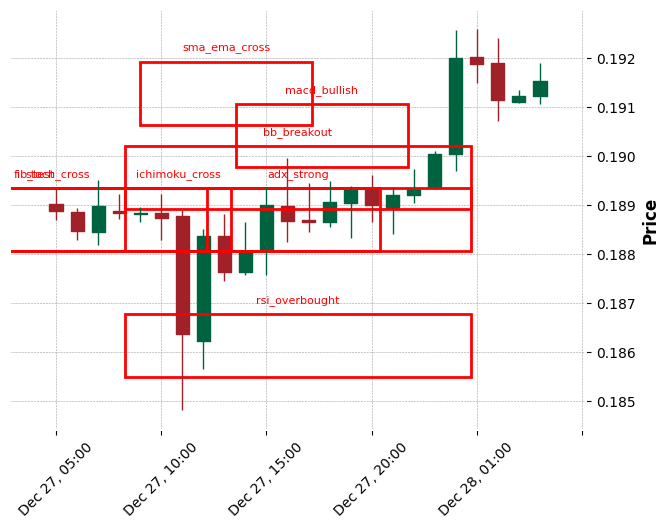 sma_ema_cross
macd_bullish
bb_breakout
ichimoku_cross
adx_strong
rsi_overbought
0.192
0.191
0.190
0.189
0.188
0.187
0.186
0.185
Price
Dec 27, 05:00
Dec 27, 10:00
Dec 27, 15:00
Dec 27, 20:00
Dec 28, 01:00